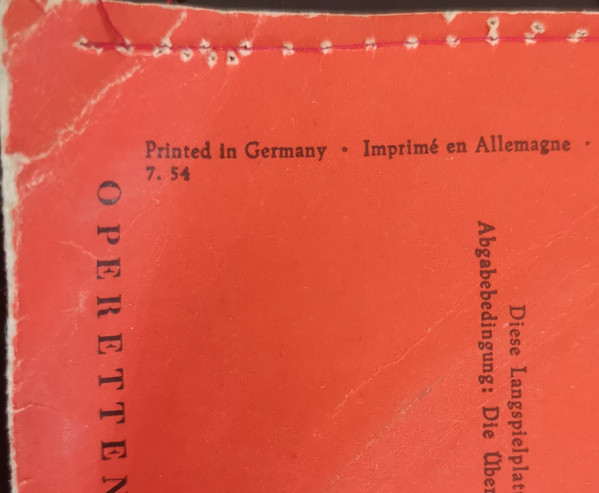 Printed in Germany · Imprimé en Allemagne ·
7. 54
OPERETTEN
Diese Langspielplat
Abgabebedingung: Die Über